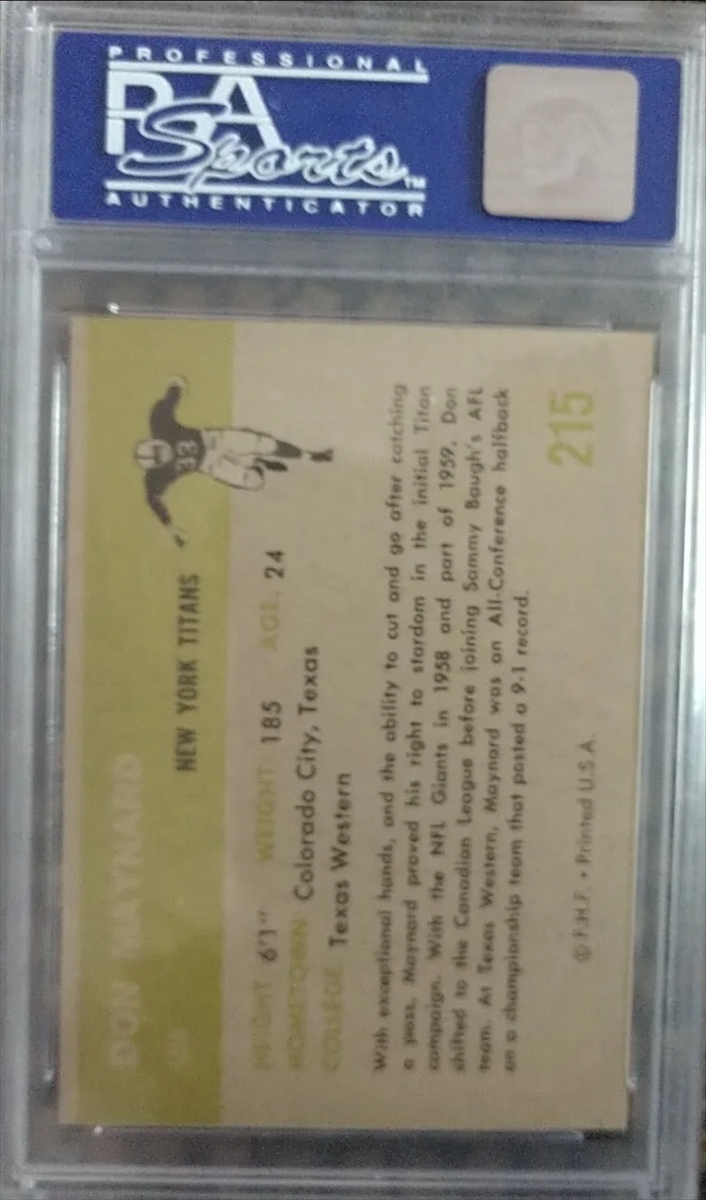 PROFESSIONAL
PSA
Sports™
AUTHENTICATOR
DON MAYNARD
NEW YORK TITANS
33
HEIGHT 6'1" WEIGHT 185 AGE: 24
HOMETOWN Colorado City, Texas
COLLEGE Texas Western
With exceptional hands, and the ability to cut and go after catching
a pass, Maynard proved his right to stardom in the initial Titan
campaign. With the NFL Giants in 1958 and part of 1959, Don
shifted to the Canadian League before joining Sammy Baugh's AFL
team. At Texas Western, Maynard was an All-Conference halfback
on a championship team that posted a 9-1 record.
215
© F.H.F. • Printed U.S.A.